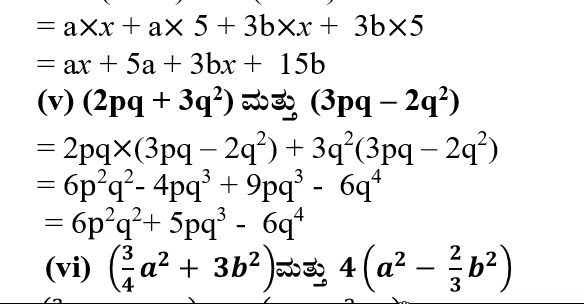 = a×x + a× 5 + 3b×x + 3b×5
= ax + 5a + 3bx + 15b
(v) (2pq + 3q²) ಮತ್ತು (3pq – 2q²)
= 2pq×(3pq – 2q²) + 3q²(3pq – 2q²)
= 6p²q²- 4pq³ + 9pq³ - 6q⁴
= 6p²q²+ 5pq³ - 6q⁴
(vi) (3/4 a² + 3b²)ಮತ್ತು 4 (a² − 2/3 b²)